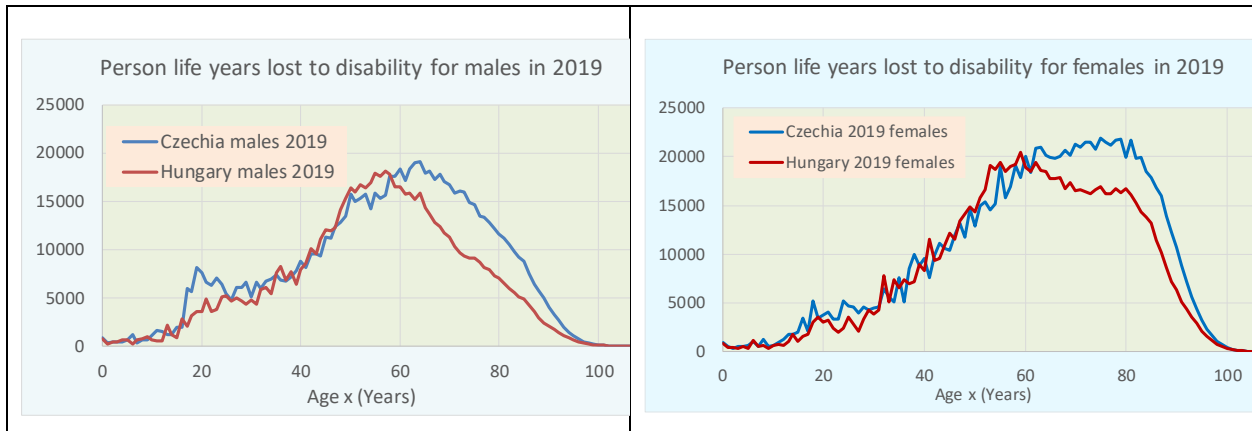 Person life years lost to disability for males in 2019
25000
20000
15000
10000
5000
0
Czechia males 2019
Hungary males 2019
0 20 40 60 80 100
Age x (Years)
Person life years lost to disability for females in 2019
25000
20000
15000
10000
5000
0
Czechia 2019 females
Hungary 2019 females
0 20 40 60 80 100
Age x (Years)